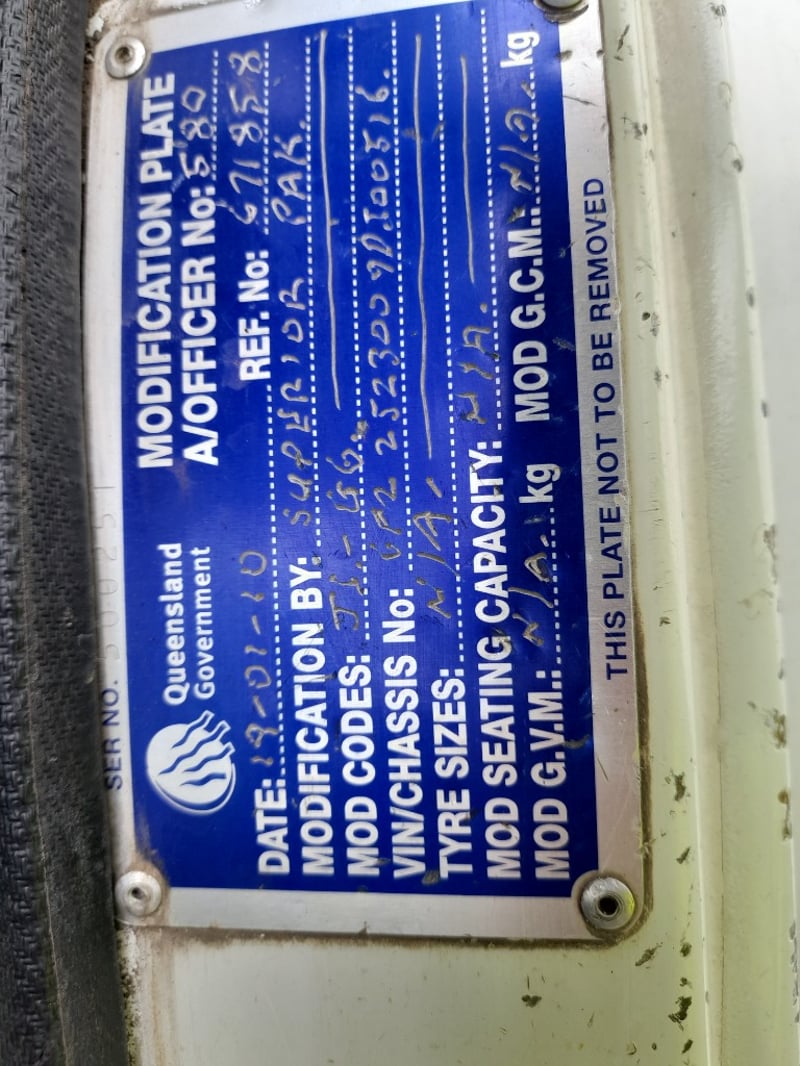 SER NO. 500251
Queensland Government
MODIFICATION PLATE
A/OFFICER No: 580
DATE: 19-01-10 REF. No: 671858
MODIFICATION BY: SUPERIOR PAK
MOD CODES:
VIN/CHASSIS No:
TYRE SIZES: N/A.
MOD SEATING CAPACITY: N/A.
MOD G.V.M.: N/A. kg MOD G.C.M.: N/A. kg
THIS PLATE NOT TO BE REMOVED